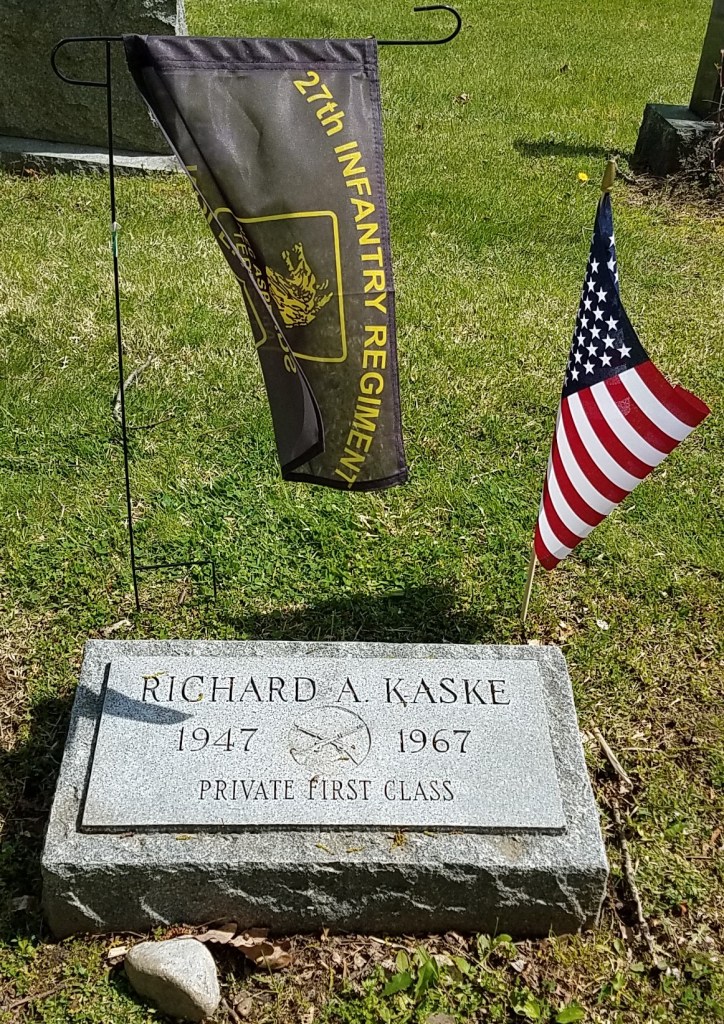 27th INFANTRY REGIMENT
RICHARD A. KASKE
1947 1967
PRIVATE FIRST CLASS